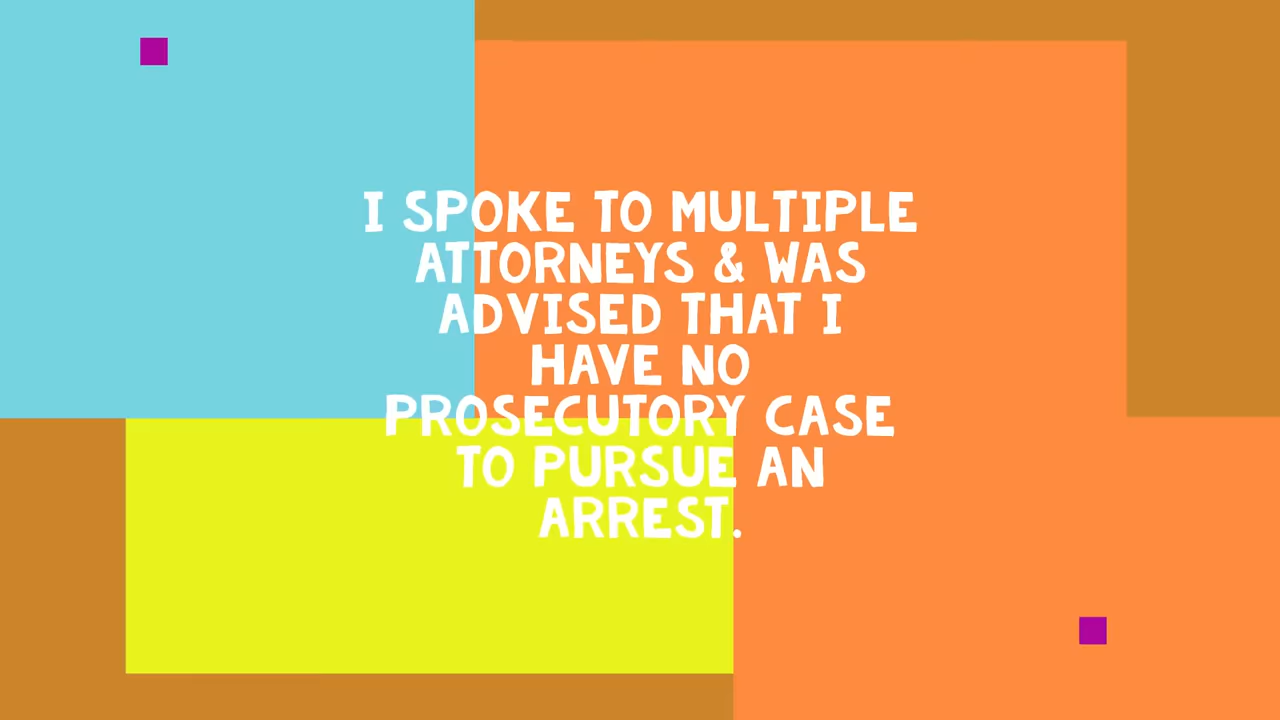 I SPOKE TO MULTIPLE
ATTORNEYS & WAS
ADVISED THAT I
HAVE NO
PROSECUTORY CASE
TO PURSUE AN
ARREST.